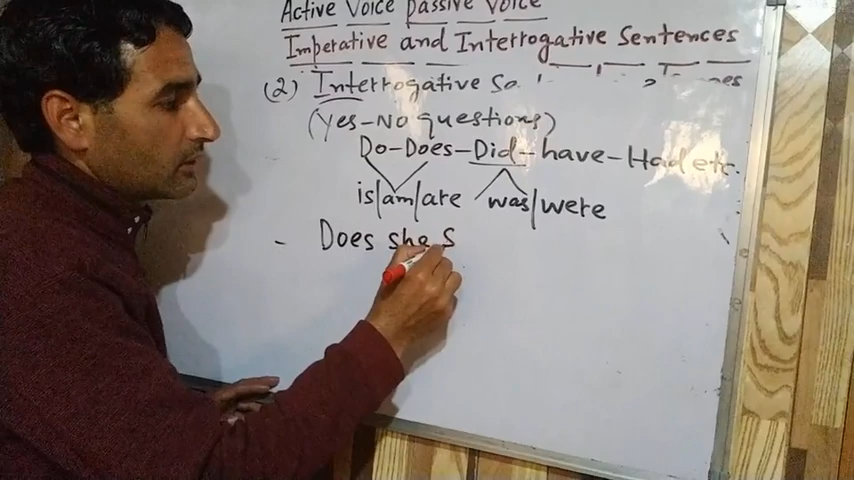 Active Voice Passive Voice
Imperative and Interrogative Sentences
(2) Interrogative
(Yes-No questions)
Do-Does-Did-have-Had etc.
is/am/are was/were
- Does she S